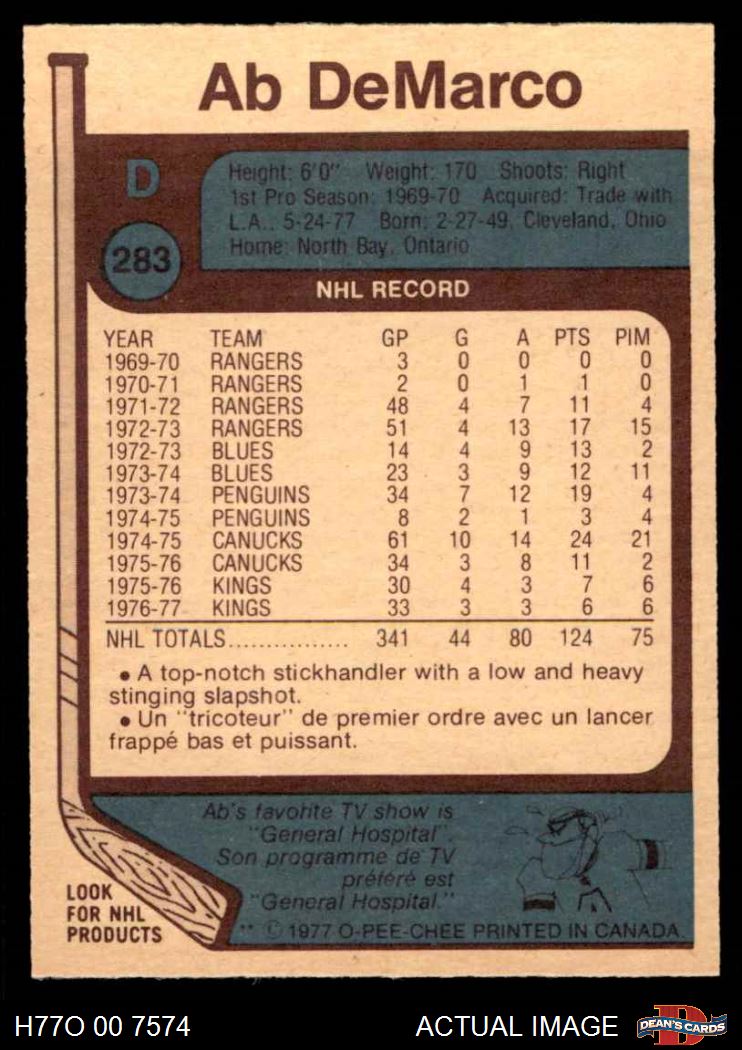 Ab DeMarco
D
283
Height: 6'0" Weight: 170 Shoots: Right
1st Pro Season: 1969-70 Acquired: Trade with
L.A., 5-24-77 Born: 2-27-49, Cleveland, Ohio
Home: North Bay, Ontario
NHL RECORD
YEAR TEAM GP G A PTS PIM
1969-70 RANGERS 3 0 0 0 0
1970-71 RANGERS 2 0 1 1 0
1971-72 RANGERS 48 4 7 11 4
1972-73 RANGERS 51 4 13 17 15
1972-73 BLUES 14 4 9 13 2
1973-74 BLUES 23 3 9 12 11
1973-74 PENGUINS 34 7 12 19 4
1974-75 PENGUINS 8 2 1 3 4
1974-75 CANUCKS 61 10 14 24 21
1975-76 CANUCKS 34 3 8 11 2
1975-76 KINGS 30 4 3 7 6
1976-77 KINGS 33 3 3 6 6
NHL TOTALS................ 341 44 80 124 75
• A top-notch stickhandler with a low and heavy
stinging slapshot.
• Un "tricoteur" de premier ordre avec un lancer
frappé bas et puissant.
Ab's favorite TV show is
"General Hospital".
Son programme de TV
préféré est
"General Hospital."
LOOK
FOR NHL
PRODUCTS
** © 1977 O-PEE-CHEE PRINTED IN CANADA
H77O 00 7574
ACTUAL IMAGE
DEAN'S CARDS